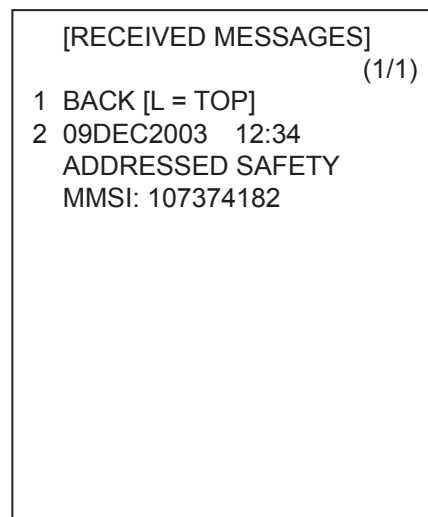 [RECEIVED MESSAGES]
(1/1)
1 BACK [L = TOP]
2 09DEC2003 12:34
ADDRESSED SAFETY
MMSI: 107374182